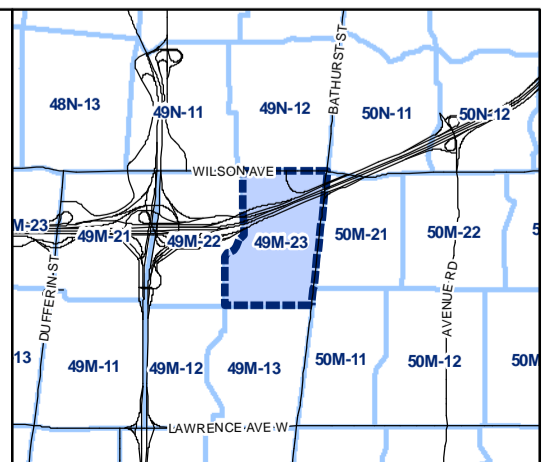 48N-13
49N-11
49N-12
BATHURST ST
50N-11
50N-12
WILSON AVE
M-23
49M-21
49M-22
49M-23
50M-21
50M-22
5
DUFFERIN ST
AVENUE RD
13
49M-11
49M-12
49M-13
50M-11
50M-12
50M
LAWRENCE AVE W